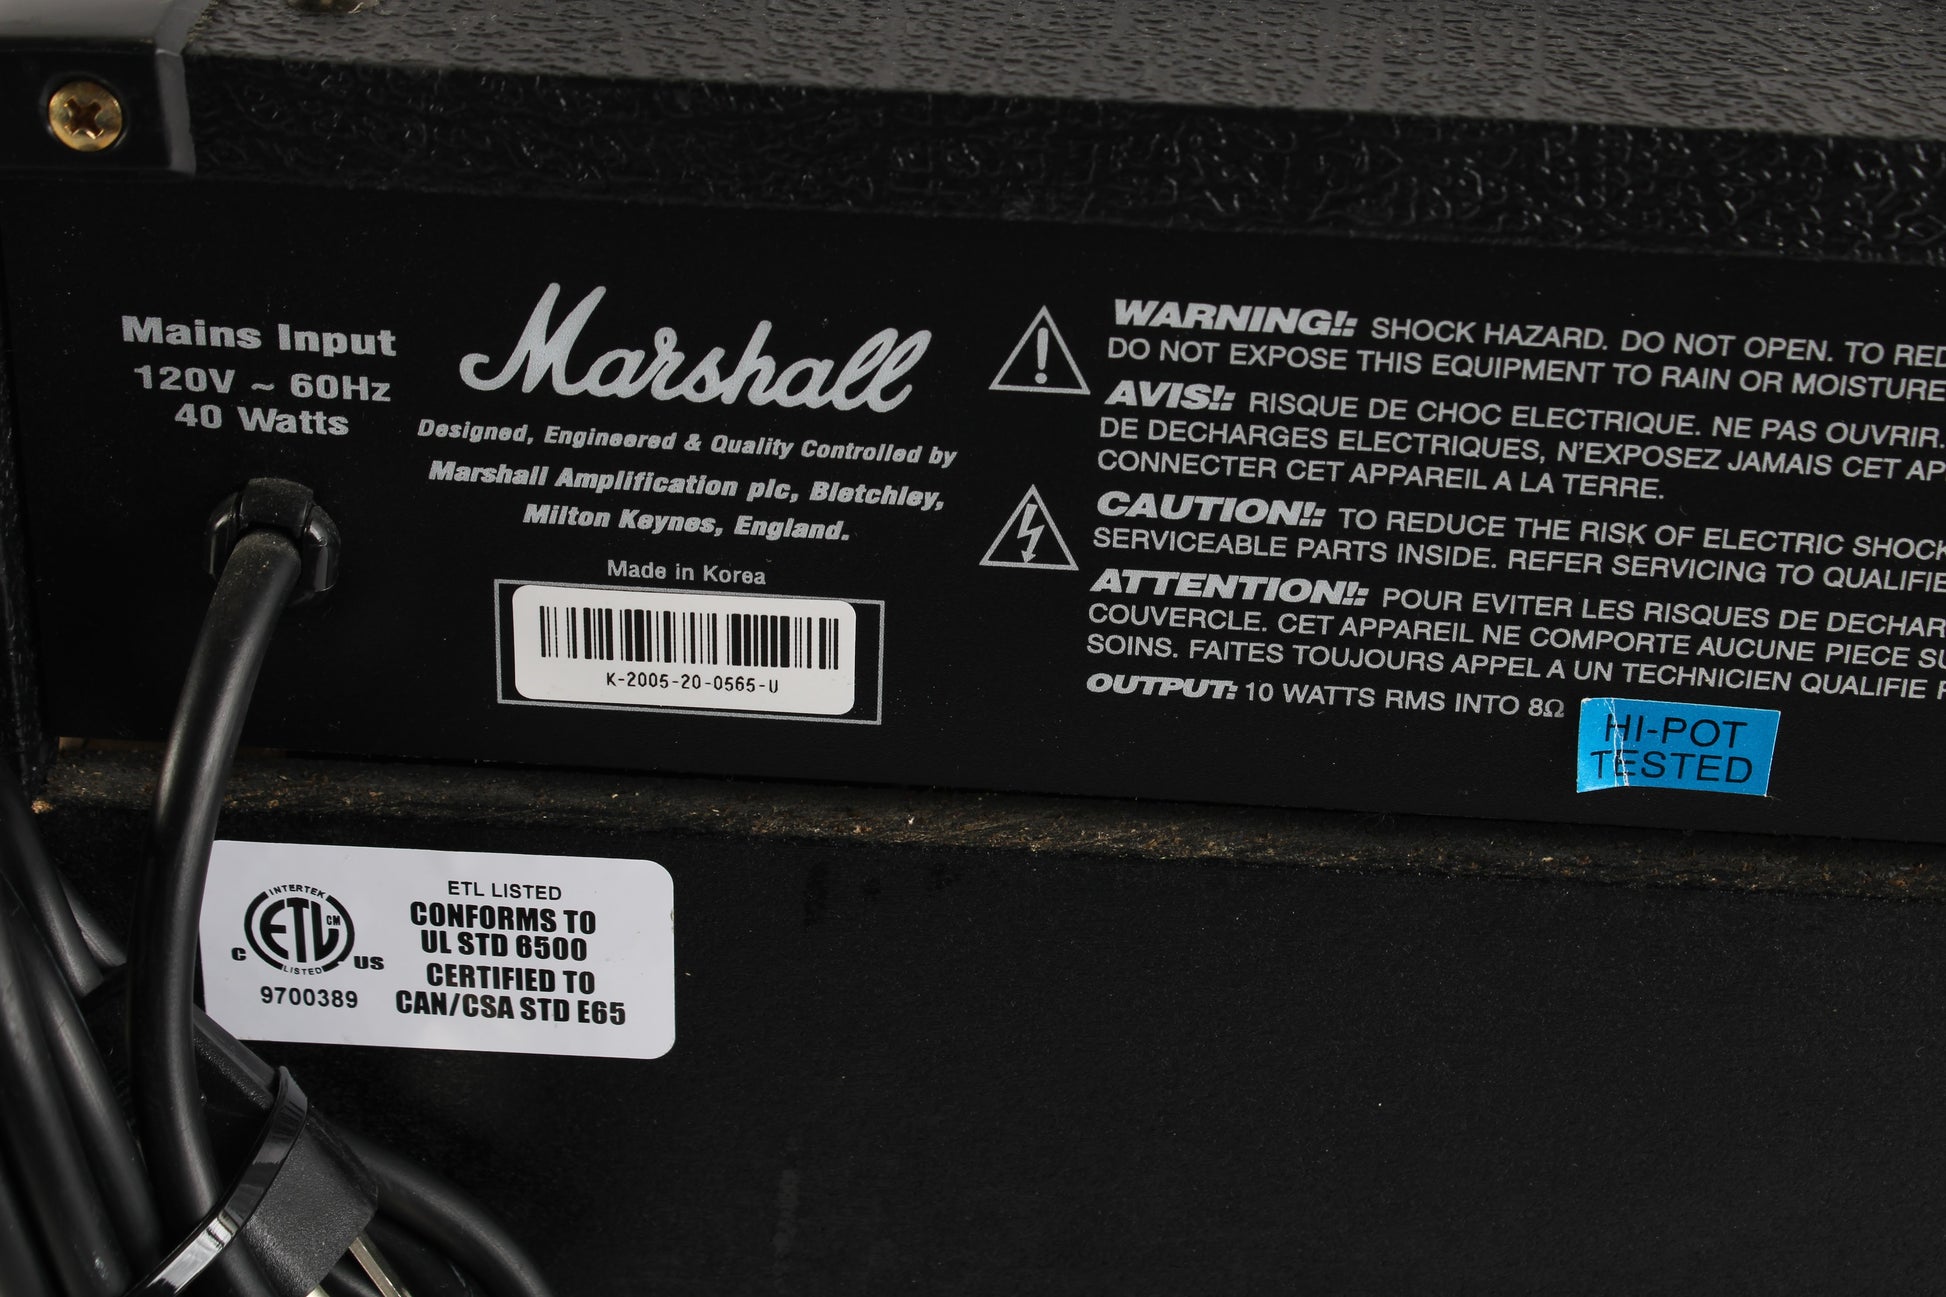 Mains Input
120V ~ 60Hz
40 Watts
Marshall
Designed, Engineered & Quality Controlled by
Marshall Amplification plc, Bletchley,
Milton Keynes, England.
Made in Korea
K-2005-20-0565-U
WARNING!: SHOCK HAZARD. DO NOT OPEN. TO RED
DO NOT EXPOSE THIS EQUIPMENT TO RAIN OR MOISTURE
AVIS!: RISQUE DE CHOC ELECTRIQUE. NE PAS OUVRIR.
DE DECHARGES ELECTRIQUES, N'EXPOSEZ JAMAIS CET AP
CONNECTER CET APPAREIL A LA TERRE.
CAUTION!: TO REDUCE THE RISK OF ELECTRIC SHOCK
SERVICEABLE PARTS INSIDE. REFER SERVICING TO QUALIFIE
ATTENTION!: POUR EVITER LES RISQUES DE DECHAR
COUVERCLE. CET APPAREIL NE COMPORTE AUCUNE PIECE SU
SOINS. FAITES TOUJOURS APPEL A UN TECHNICIEN QUALIFIE P
OUTPUT: 10 WATTS RMS INTO 8Ω
HI-POT
TESTED
INTERTEK
ETL CM
LISTED
C US
9700389
ETL LISTED
CONFORMS TO
UL STD 6500
CERTIFIED TO
CAN/CSA STD E65